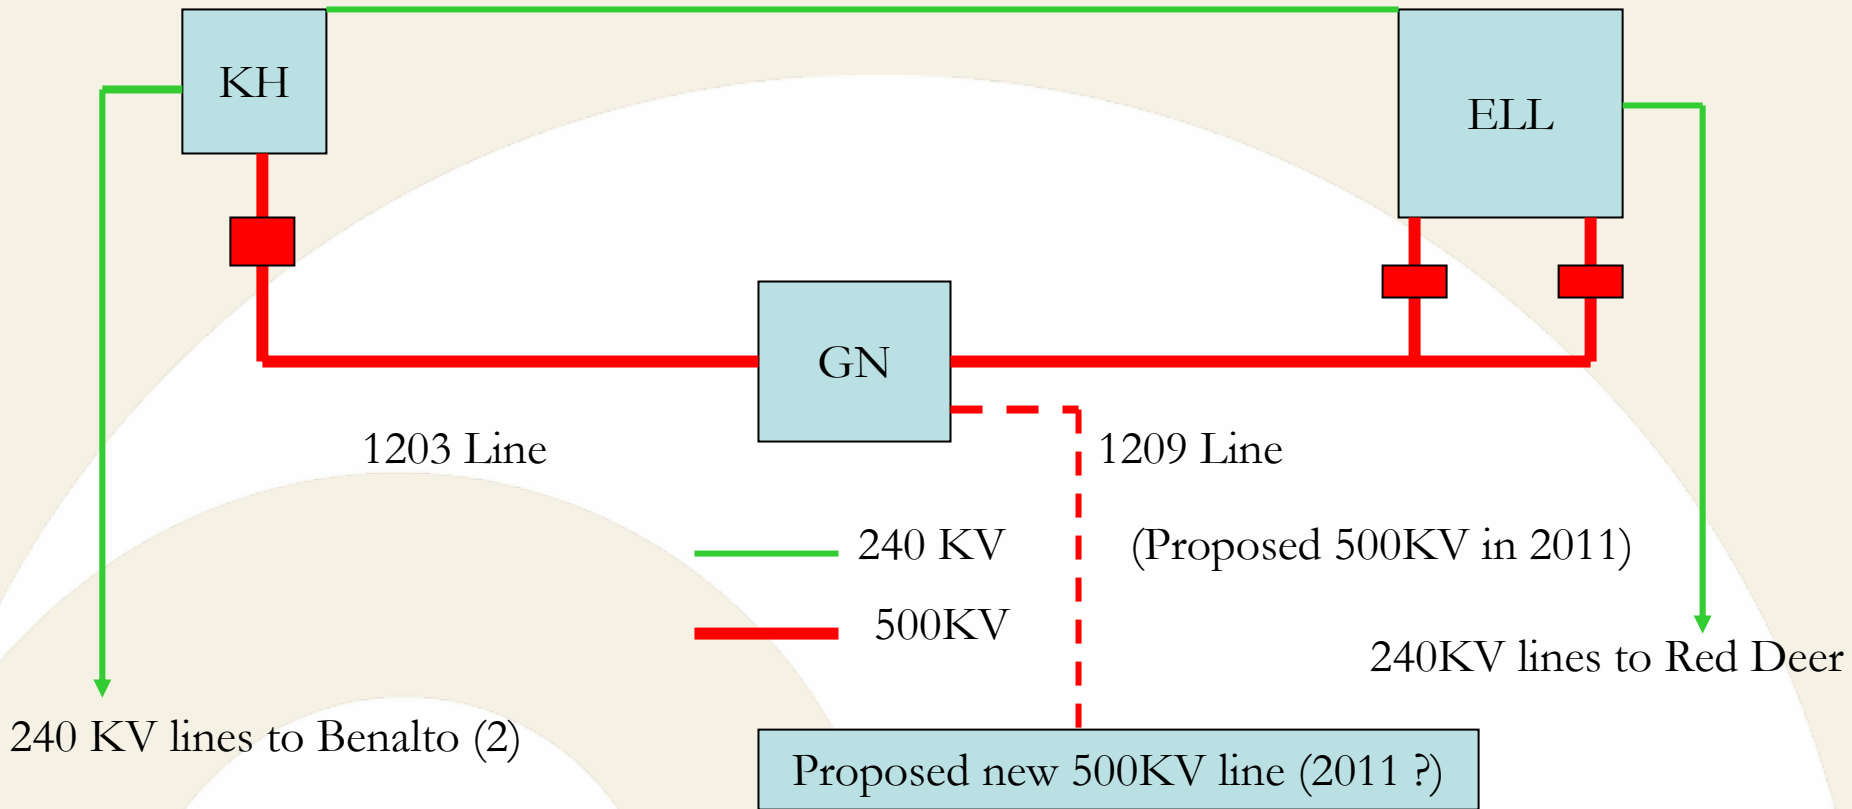 KH
ELL
GN
1203 Line
1209 Line
240 KV
(Proposed 500KV in 2011)
500KV
240KV lines to Red Deer
240 KV lines to Benalto (2)
Proposed new 500KV line (2011 ?)